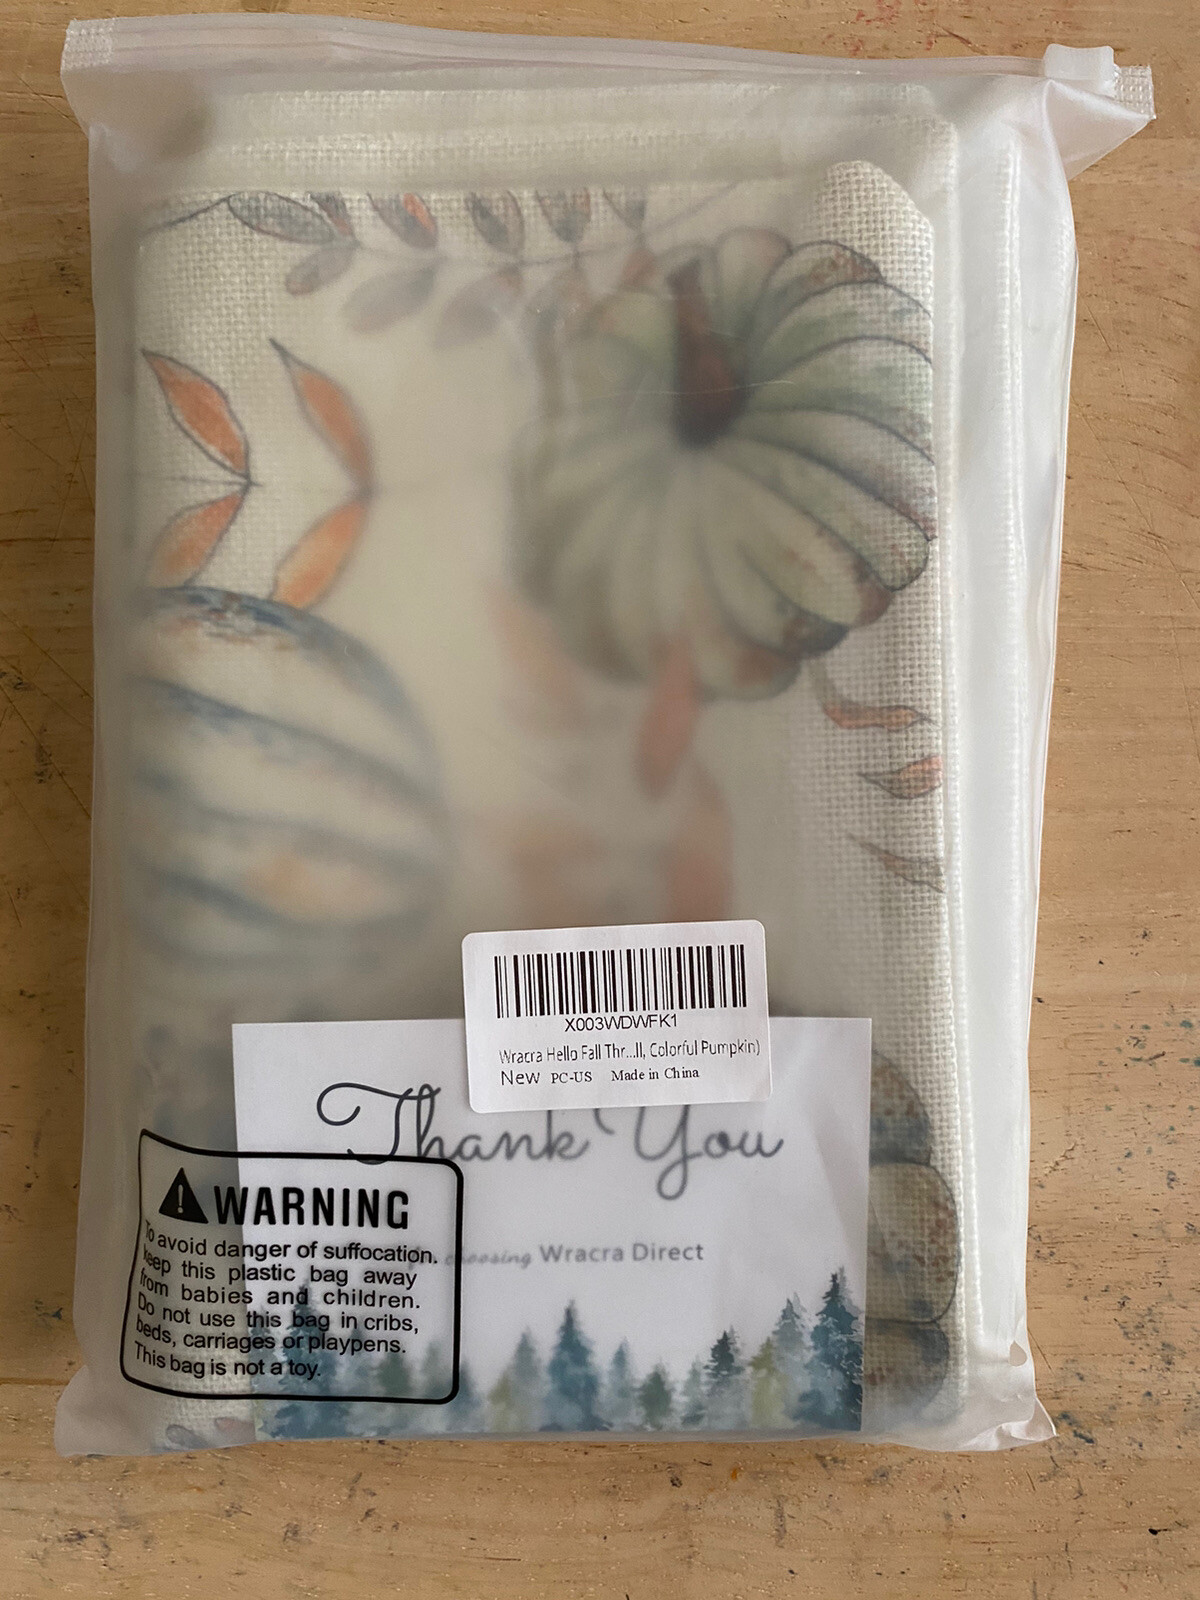 X003WDWFK1
Wracra Hello Fall Thr...ll, Colorful Pumpkin)
New PC-US Made in China
Thank You
choosing Wracra Direct
WARNING
To avoid danger of suffocation.
keep this plastic bag away
from babies and children.
Do not use this bag in cribs,
beds, carriages or playpens.
This bag is not a toy.